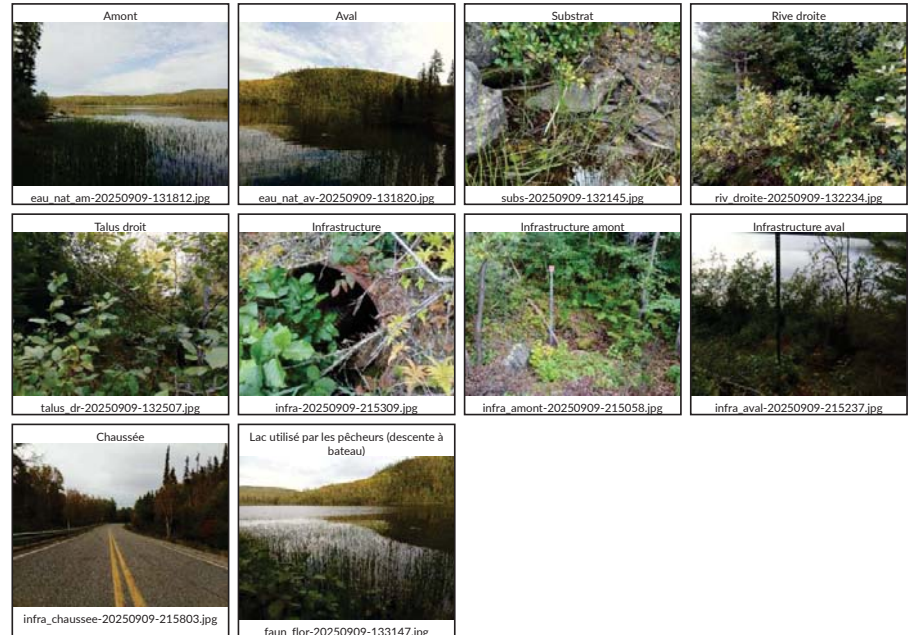 Amont
Aval
Substrat
Rive droite
eau_nat_am-20250909-131812.jpg
eau_nat_av-20250909-131820.jpg
subs-20250909-132145.jpg
riv_droite-20250909-132234.jpg
Talus droit
Infrastructure
Infrastructure amont
Infrastructure aval
talus_dr-20250909-132507.jpg
infra-20250909-215309.jpg
infra_amont-20250909-215058.jpg
infra_aval-20250909-215237.jpg
Chaussée
Lac utilisé par les pêcheurs (descente à
bateau)
infra_chaussee-20250909-215803.jpg
faun_flor-20250909-133147.jpg